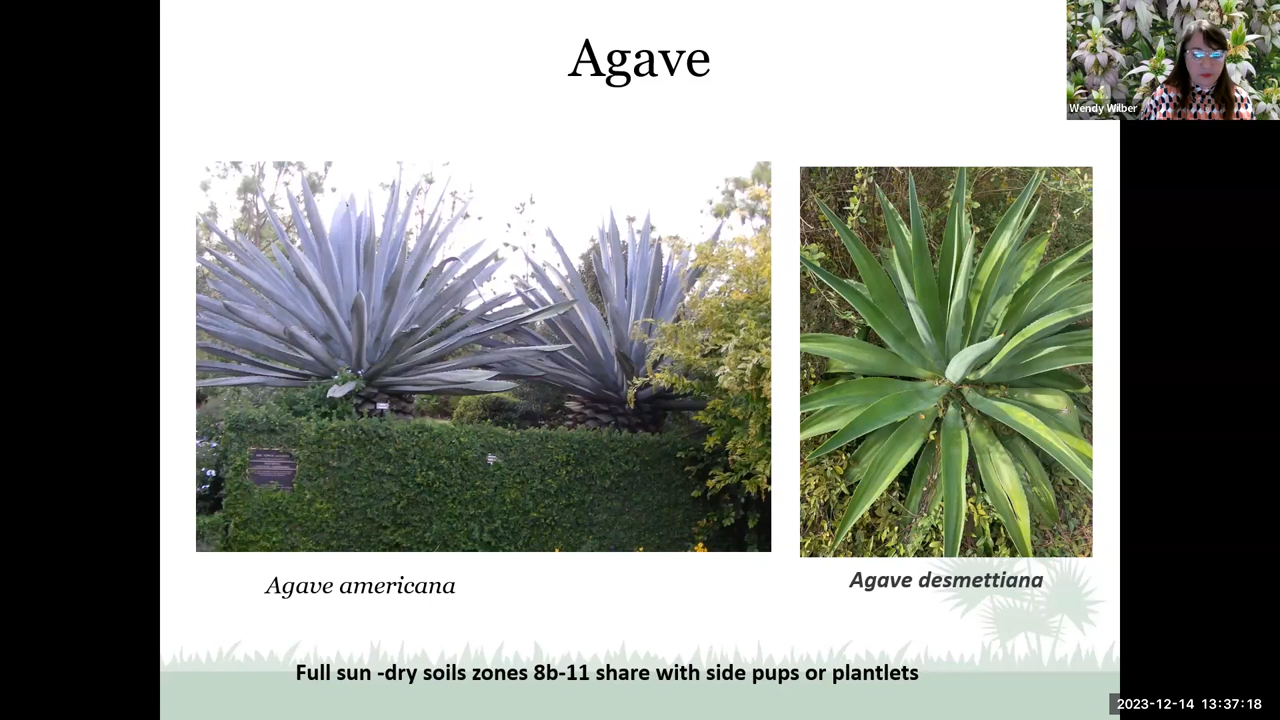 Agave
Wendy Wilber
Agave americana
Agave desmettiana
Full sun -dry soils zones 8b-11 share with side pups or plantlets
2023-12-14 13:37:18